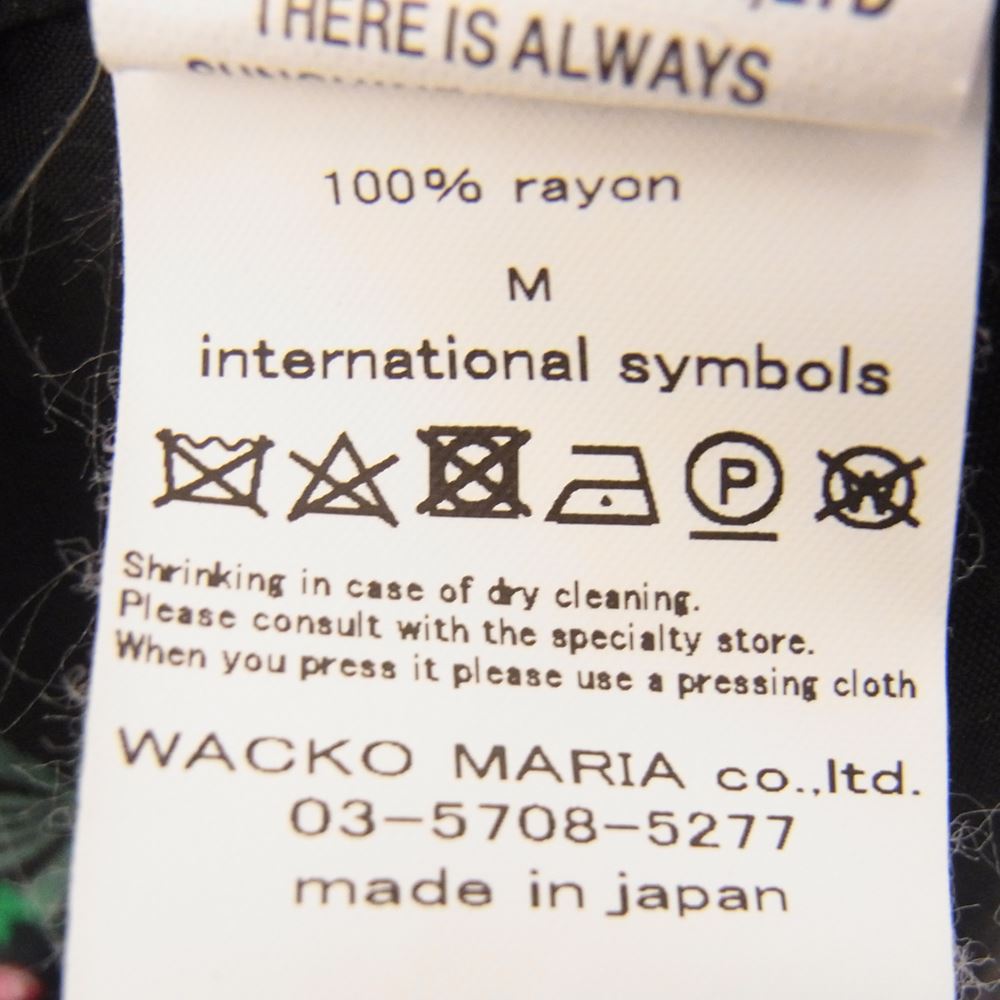 THERE IS ALWAYS
100% rayon
M
international symbols
P W
Shrinking in case of dry cleaning.
Please consult with the specialty store.
When you press it please use a pressing cloth
WACKO MARIA co.,ltd.
03-5708-5277
made in japan